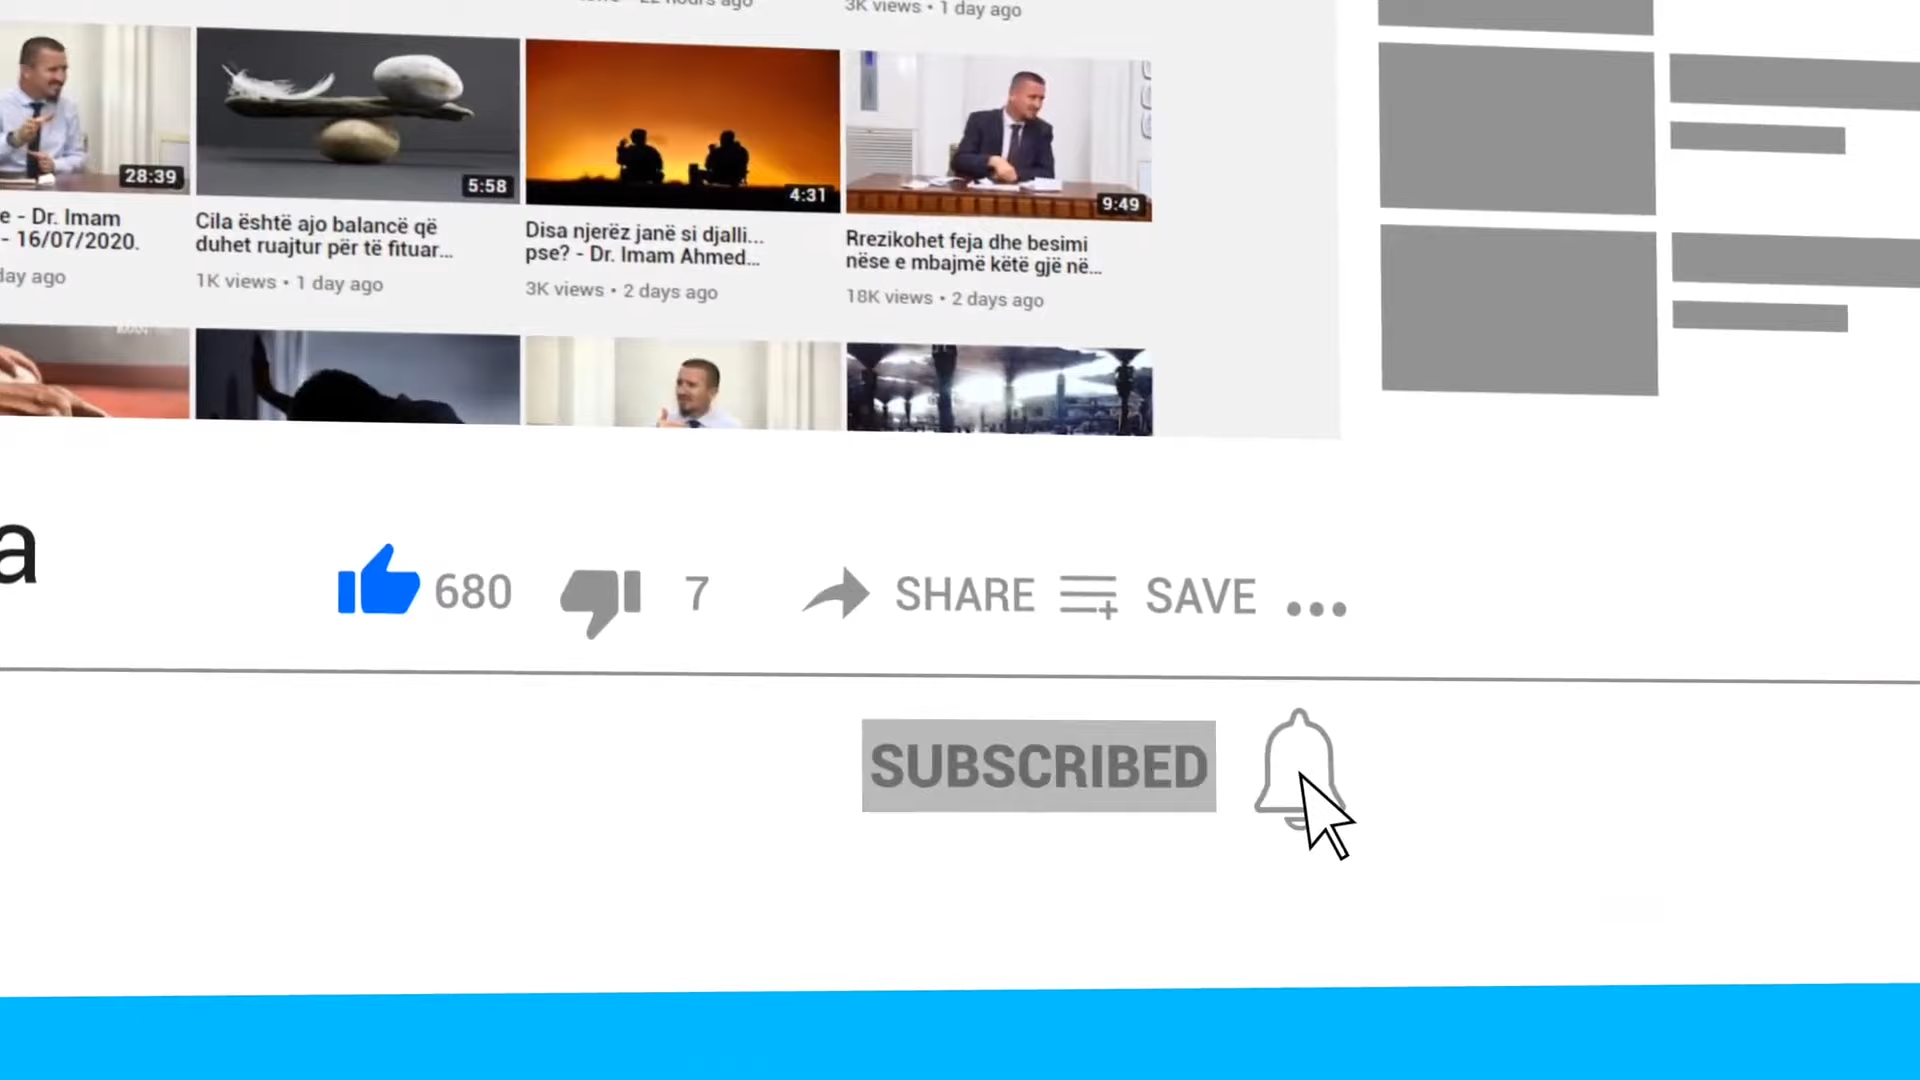 3K views • 1 day ago
28:39
5:58
4:31
9:49
e - Dr. Imam
- 16/07/2020.
day ago
Cila është ajo balancë që
duhet ruajtur për të fituar...
1K views • 1 day ago
Disa njerëz janë si djalli...
pse? - Dr. Imam Ahmed...
3K views • 2 days ago
Rrezikohet feja dhe besimi
nëse e mbajmë këtë gjë në...
18K views • 2 days ago
a
680
7
SHARE
SAVE
SUBSCRIBED